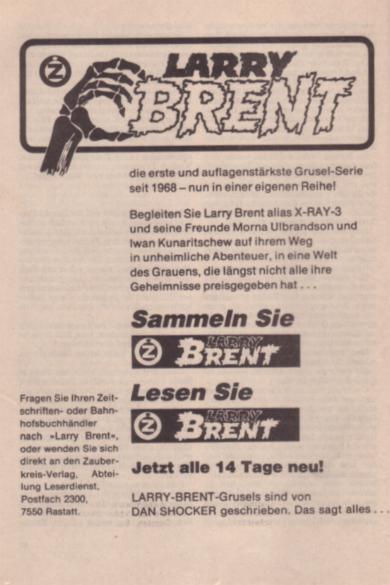 Z
LARRY
BRENT
die erste und auflagenstärkste Grusel-Serie
seit 1968 – nun in einer eigenen Reihe!
Begleiten Sie Larry Brent alias X-RAY-3
und seine Freunde Morna Ulbrandson und
Iwan Kunaritschew auf ihrem Weg
in unheimliche Abenteuer, in eine Welt
des Grauens, die längst nicht alle ihre
Geheimnisse preisgegeben hat . . .
Sammeln Sie
Z LARRY
BRENT
Lesen Sie
Z LARRY
BRENT
Jetzt alle 14 Tage neu!
LARRY-BRENT-Grusels sind von
DAN SHOCKER geschrieben. Das sagt alles . . .
Fragen Sie Ihren Zeit-
schriften- oder Bahn-
hofsbuchhändler
nach »Larry Brent«,
oder wenden Sie sich
direkt an den Zauber-
kreis-Verlag, Abtei-
lung Leserdienst,
Postfach 2300,
7550 Rastatt.